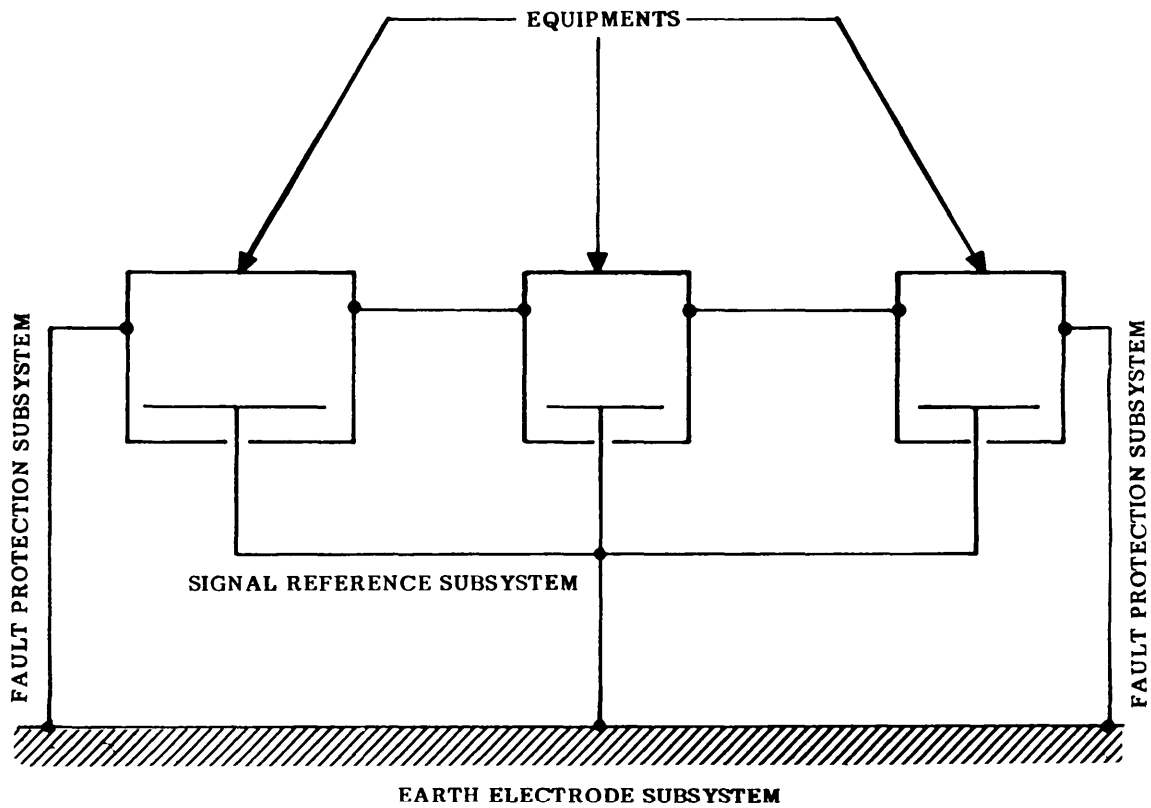 EQUIPMENTS
FAULT PROTECTION SUBSYSTEM
FAULT PROTECTION SUBSYSTEM
SIGNAL REFERENCE SUBSYSTEM
EARTH ELECTRODE SUBSYSTEM